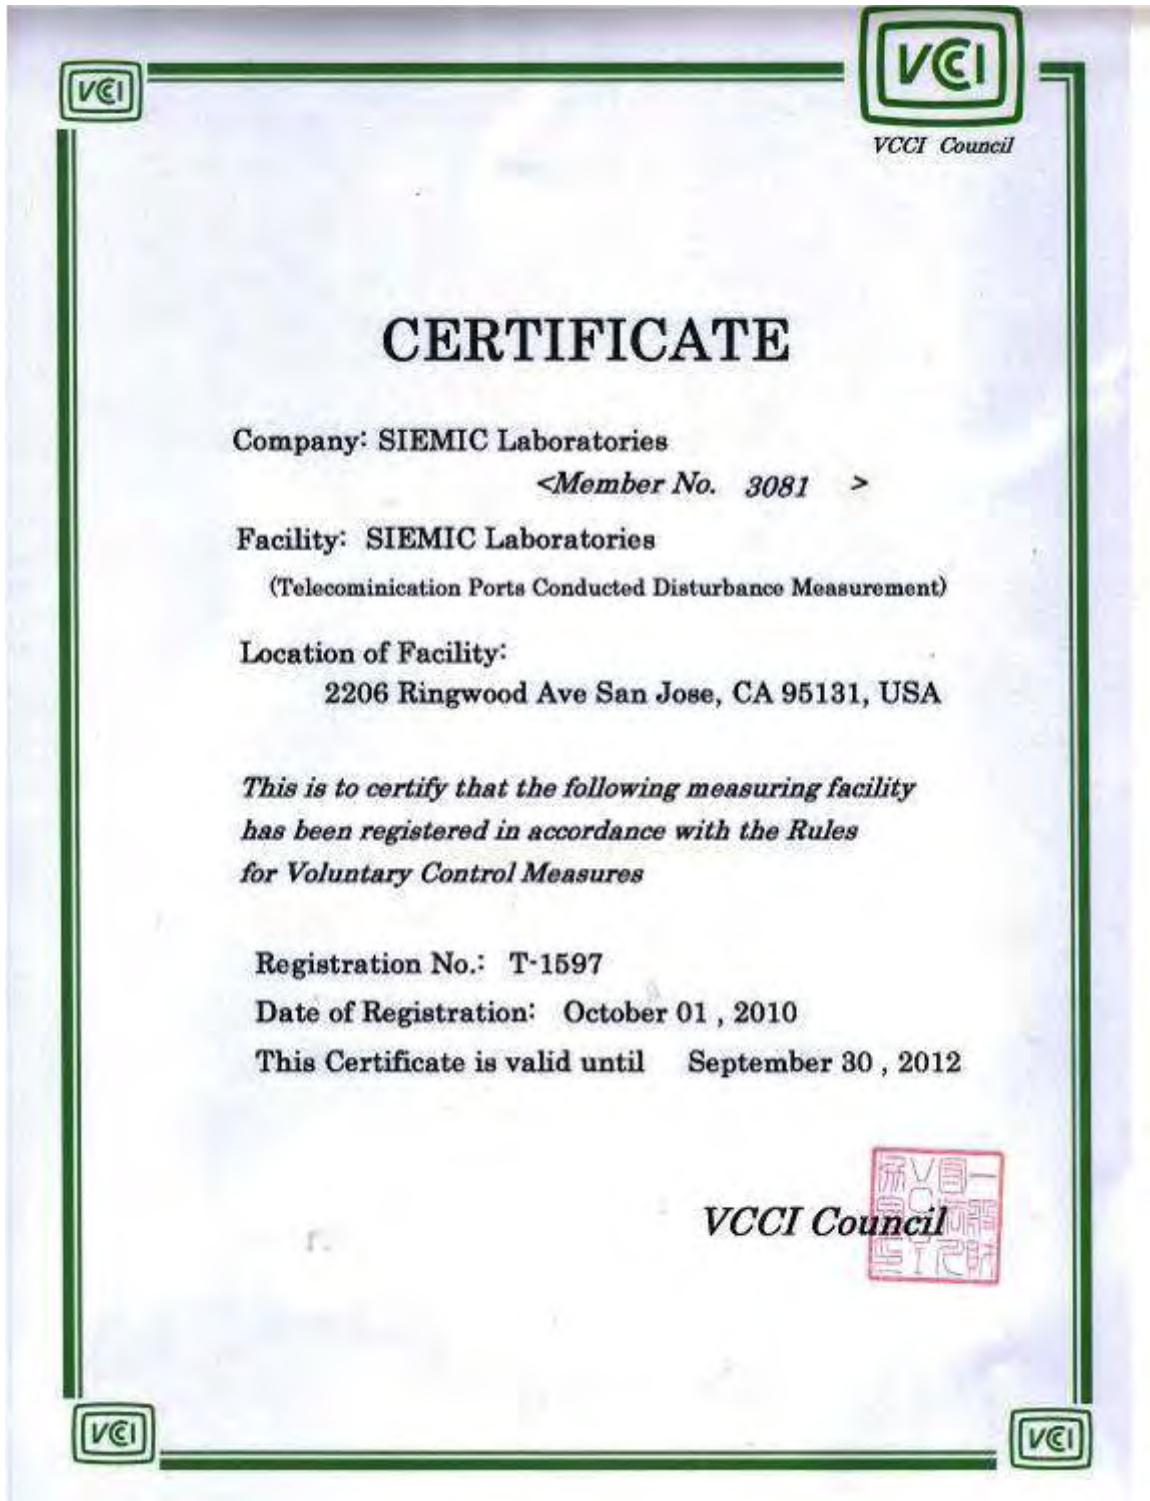 VCCI
VCCI
VCCI Council
CERTIFICATE
Company: SIEMIC Laboratories
<Member No. 3081 >
Facility: SIEMIC Laboratories
(Telecominication Ports Conducted Disturbance Measurement)
Location of Facility:
2206 Ringwood Ave San Jose, CA 95131, USA
This is to certify that the following measuring facility
has been registered in accordance with the Rules
for Voluntary Control Measures
Registration No.: T-1597
Date of Registration: October 01 , 2010
This Certificate is valid until September 30 , 2012
VCCI Council
VCCI
VCCI